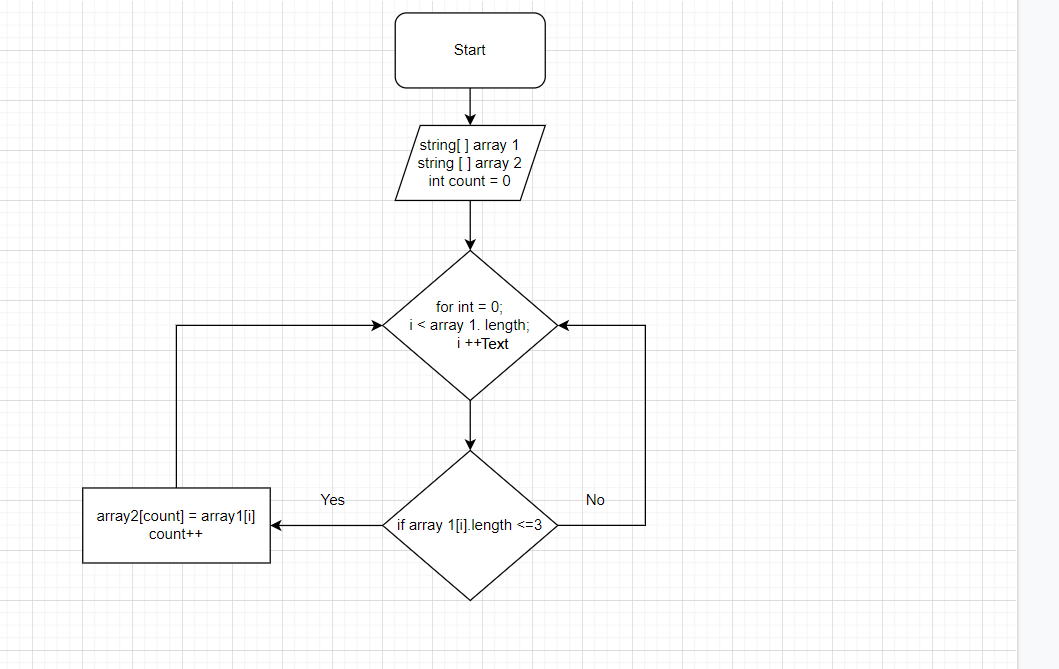 Start
string[ ] array 1
string [ ] array 2
int count = 0
for int = 0;
i < array 1. length;
i ++Text
Yes
No
array2[count] = array1[i]
count++
if array 1[i].length <=3